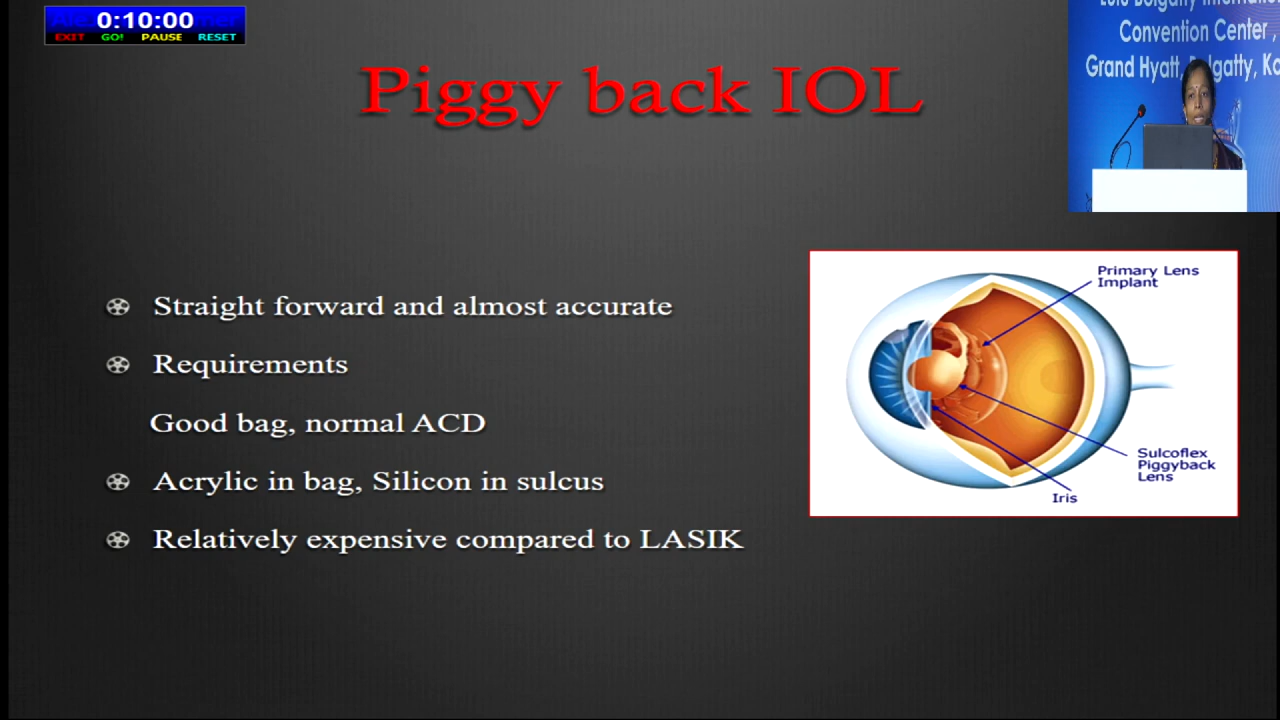 0:10:00
EXIT GO! PAUSE RESET
Convention Center ,
Grand Hyatt,
Piggy back IOL
Straight forward and almost accurate
Requirements
Good bag, normal ACD
Acrylic in bag, Silicon in sulcus
Relatively expensive compared to LASIK
Primary Lens
Implant
Sulcoflex
Piggyback
Lens
Iris